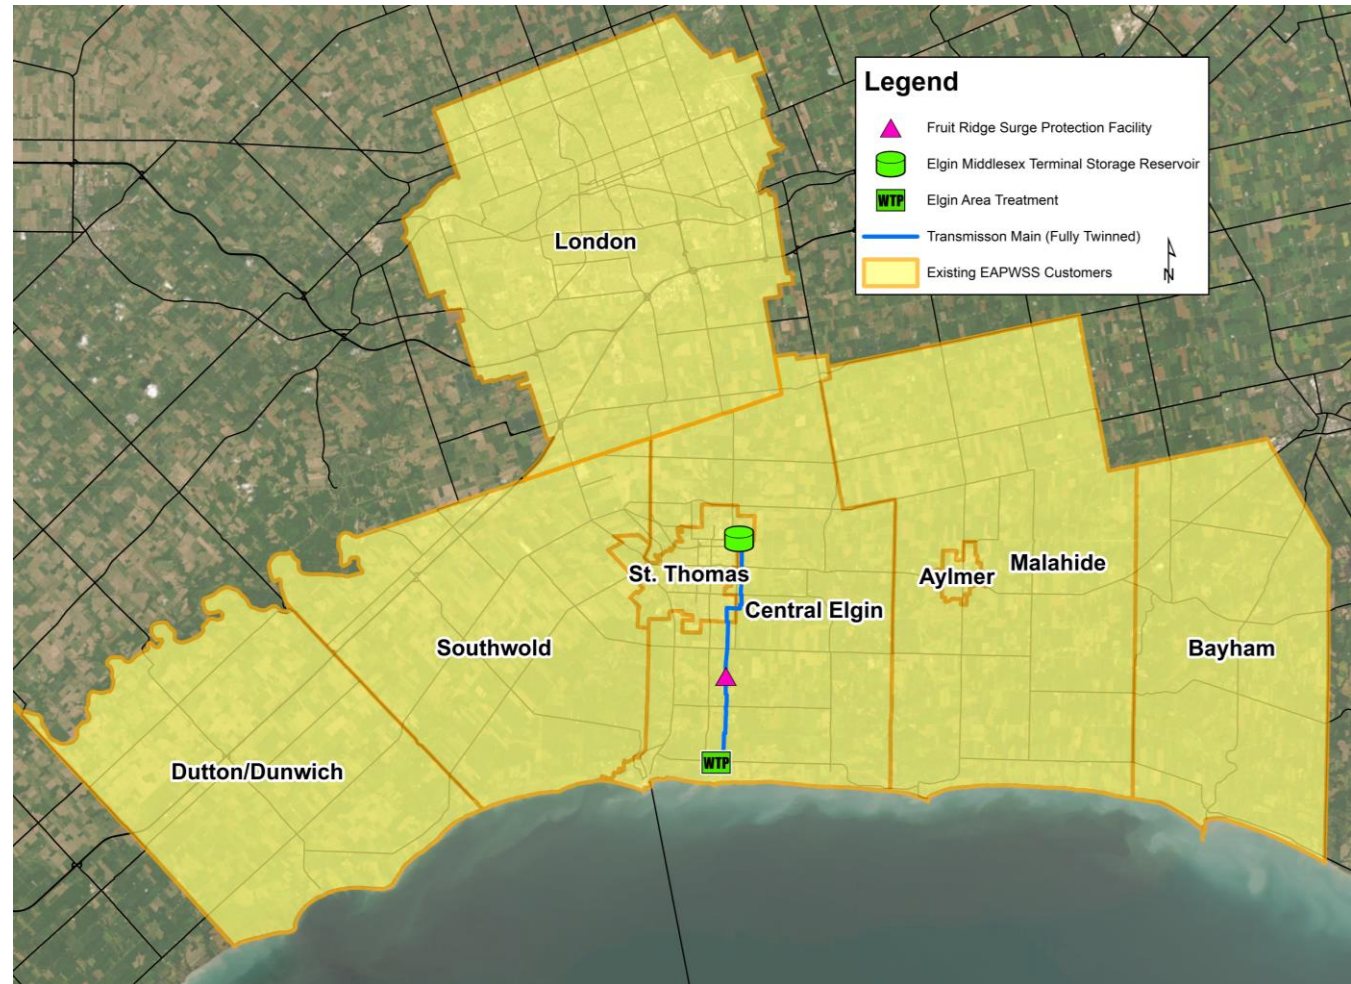 Legend
Fruit Ridge Surge Protection Facility
Elgin Middlesex Terminal Storage Reservoir
WTP
Elgin Area Treatment
Transmisson Main (Fully Twinned)
N
Existing EAPWSS Customers
London
St. Thomas
Aylmer
Malahide
Central Elgin
Southwold
Bayham
Dutton/Dunwich
WTP